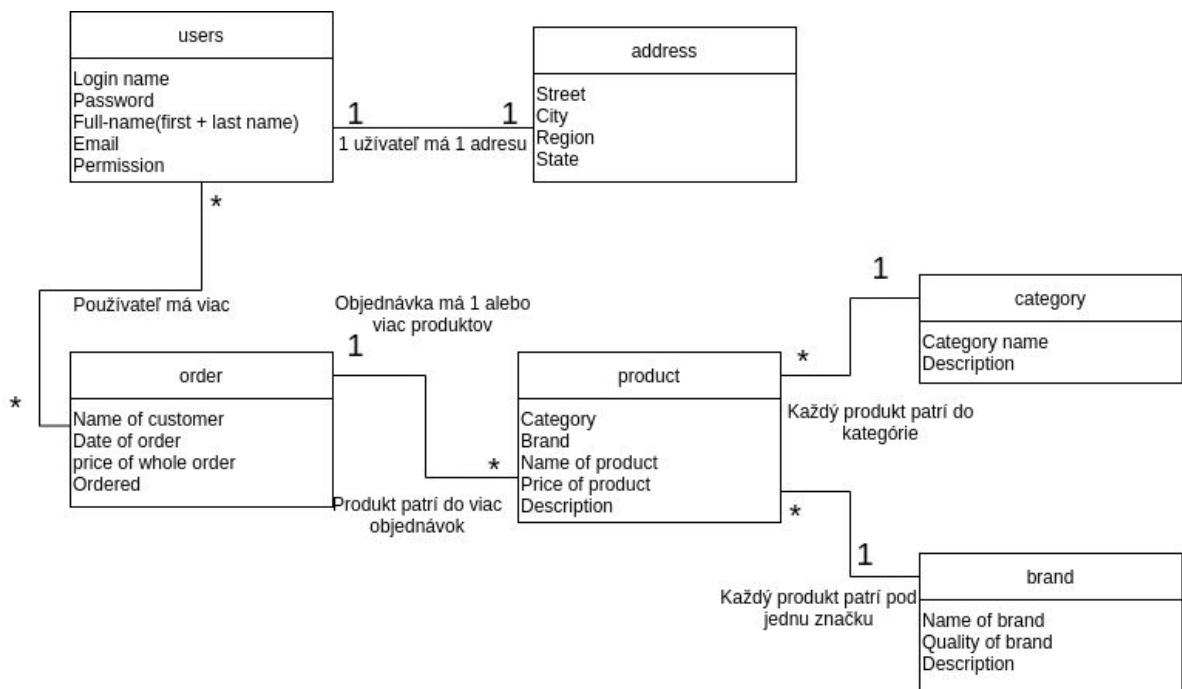 users
Login name
Password
Full-name(first + last name)
Email
Permission
1
1
1 užívateľ má 1 adresu
address
Street
City
Region
State
*
Používateľ má viac
*
order
Name of customer
Date of order
price of whole order
Ordered
Objednávka má 1 alebo
viac produktov
1
*
Produkt patrí do viac
objednávok
product
Category
Brand
Name of product
Price of product
Description
*
1
Každý produkt patrí do
kategórie
category
Category name
Description
*
1
Každý produkt patrí pod
jednu značku
brand
Name of brand
Quality of brand
Description